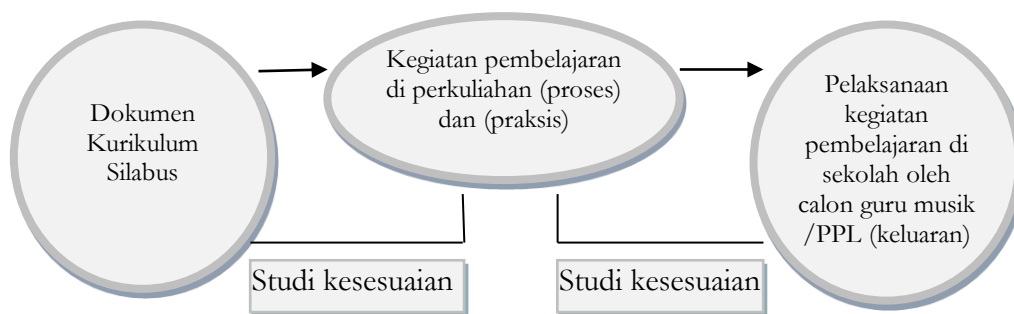 Dokumen
Kurikulum
Silabus
Kegiatan pembelajaran
di perkuliahan (proses)
dan (praksis)
Pelaksanaan
kegiatan
pembelajaran di
sekolah oleh
calon guru musik
/PPL (keluaran)
Studi kesesuaian
Studi kesesuaian